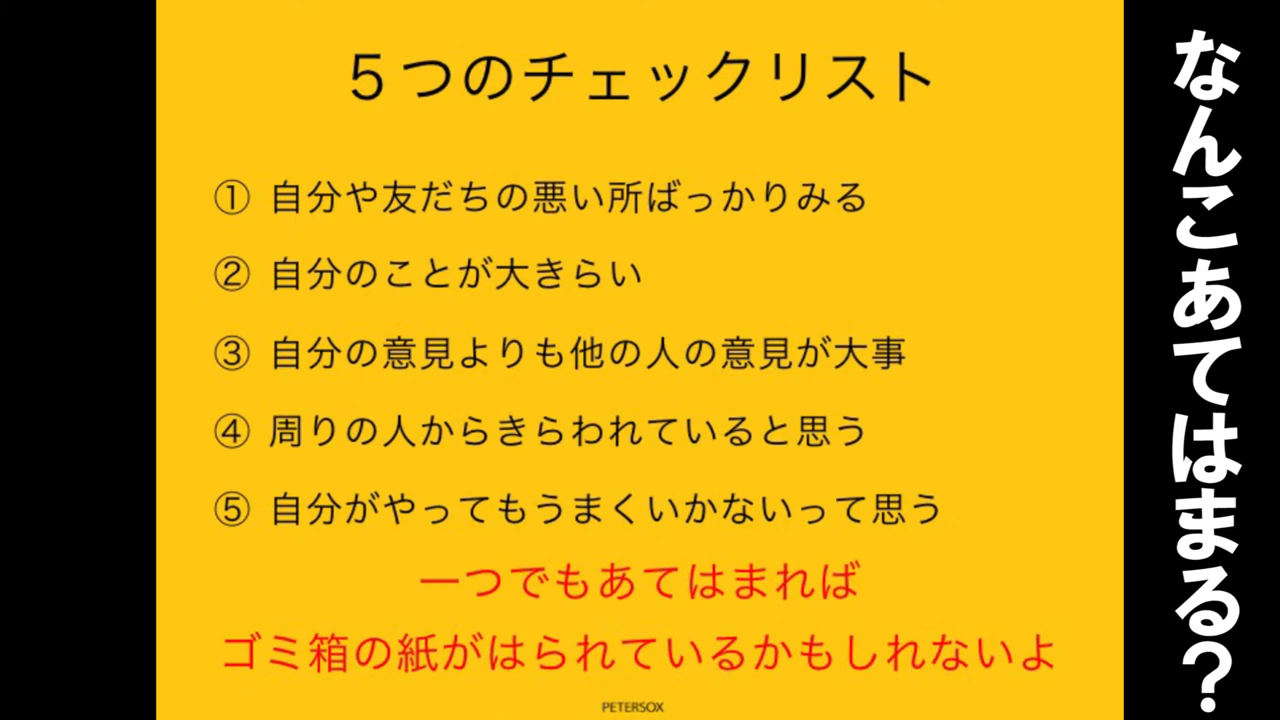 ５つのチェックリスト
① 自分や友だちの悪い所ばっかりみる
② 自分のことが大きらい
③ 自分の意見よりも他の人の意見が大事
④ 周りの人からきらわれていると思う
⑤ 自分がやってもうまくいかないって思う
一つでもあてはまれば
ゴミ箱の紙がはられているかもしれないよ
PETERSOX
なんこあてはまる？